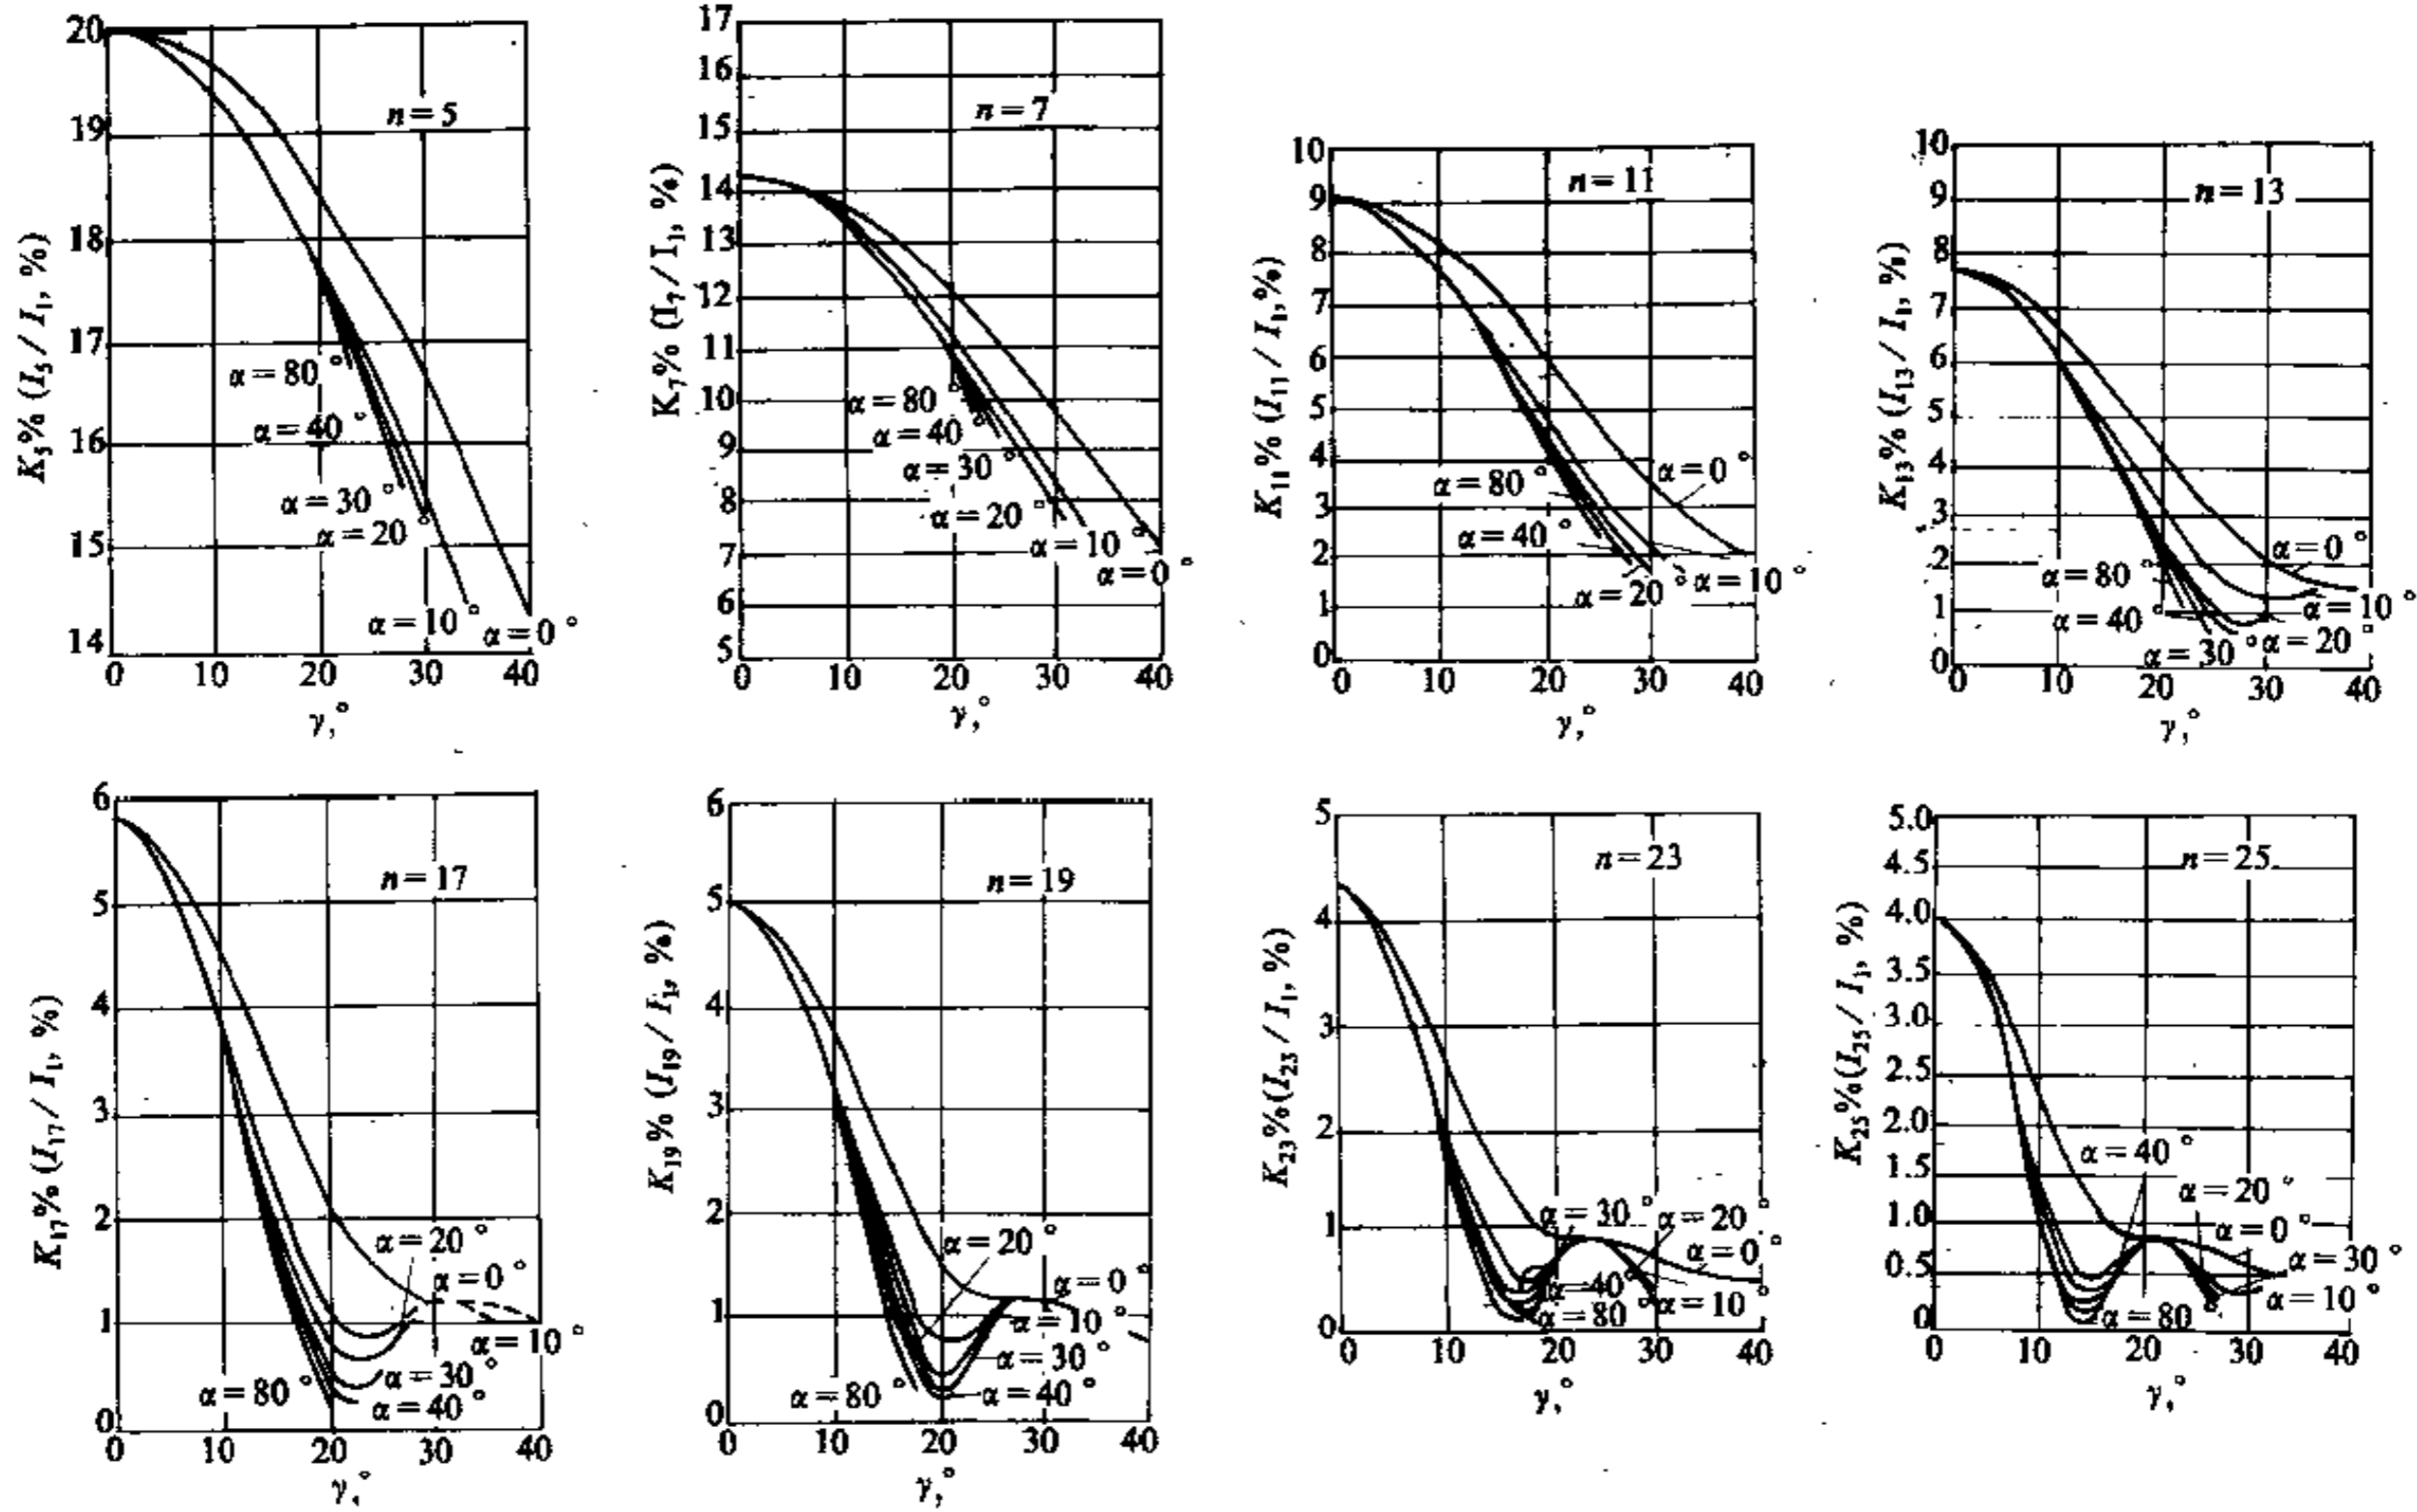 20
19
18
17
16
15
14
K₅% (I₅ / I₁, %)
n = 5
α = 80°
α = 40°
α = 30°
α = 20°
α = 10°
α = 0°
0 10 20 30 40
γ,°
17
16
15
14
13
12
11
10
9
8
7
6
5
K₇% (I₇ / I₁, %)
n = 7
α = 80°
α = 40°
α = 30°
α = 20°
α = 10°
α = 0°
0 10 20 30 40
γ,°
10
9
8
7
6
5
4
3
2
1
0
K₁₁% (I₁₁ / I₁, %)
n = 11
α = 0°
α = 80°
α = 40°
α = 10°
α = 20°
0 10 20 30 40
γ,°
10
9
8
7
6
5
4
3
2
1
0
K₁₃% (I₁₃ / I₁, %)
n = 13
α = 0°
α = 80°
α = 10°
α = 40°
α = 20°
α = 30°
0 10 20 30 40
γ,°
6
5
4
3
2
1
0
K₁₇% (I₁₇ / I₁, %)
n = 17
α = 20°
α = 0°
α = 10°
α = 30°
α = 80°
α = 40°
0 10 20 30 40
γ,°
6
5
4
3
2
1
0
K₁₉% (I₁₉ / I₁, %)
n = 19
α = 20°
α = 0°
α = 10°
α = 30°
α = 80°
α = 40°
0 10 20 30 40
γ,°
5
4
3
2
1
0
K₂₃% (I₂₃ / I₁, %)
n = 23
α = 30°
α = 20°
α = 0°
α = 40°
α = 10°
α = 80°
0 10 20 30 40
γ,°
5.0
4.5
4.0
3.5
3.0
2.5
2.0
1.5
1.0
0.5
0
K₂₅% (I₂₅ / I₁, %)
n = 25
α = 40°
α = 20°
α = 0°
α = 30°
α = 10°
α = 80°
0 10 20 30 40
γ,°